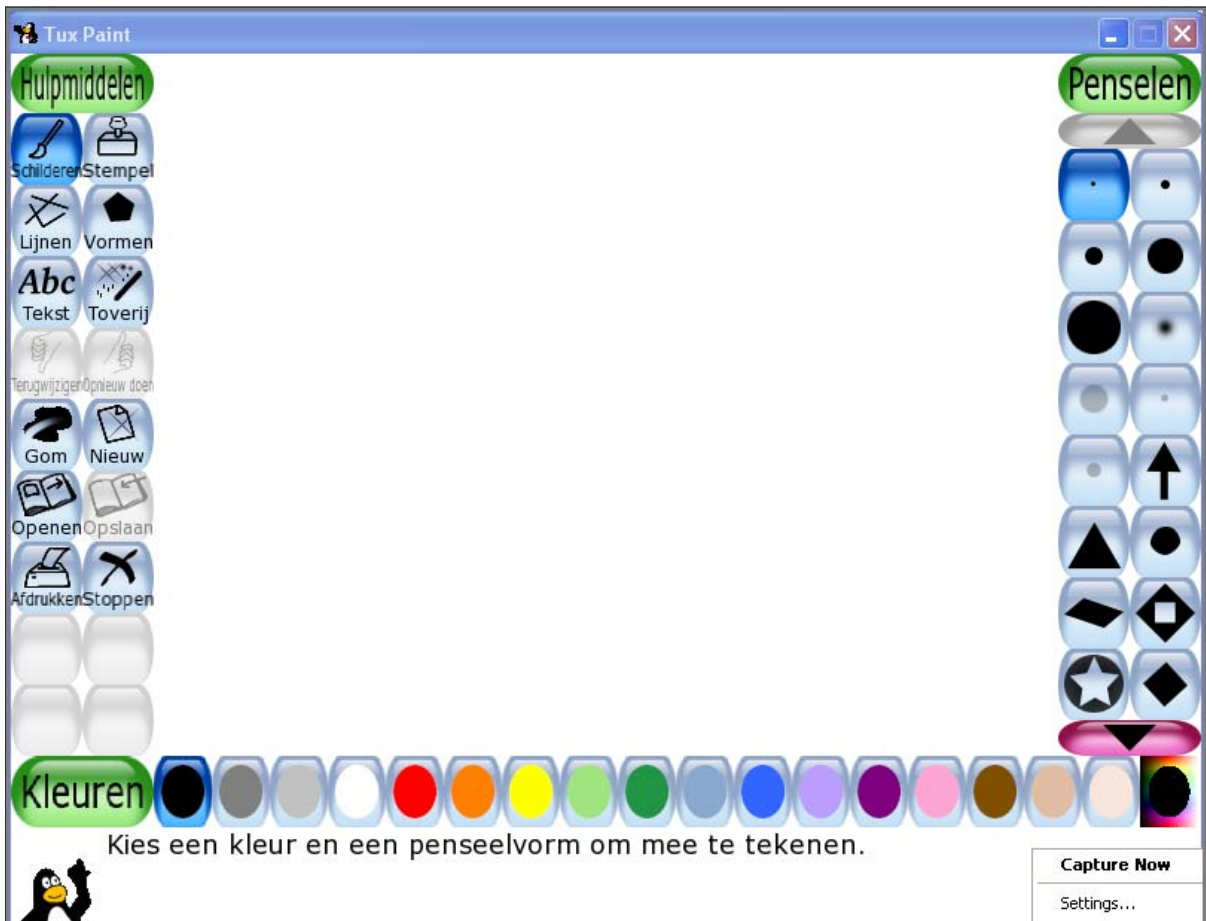 Tux Paint
Hulpmiddelen
Penselen
Schilderen Stempel
Lijnen Vormen
Abc
Tekst Toverij
Terugwijzigen Opnieuw doen
Gom Nieuw
Openen Opslaan
Afdrukken Stoppen
Kleuren
Kies een kleur en een penseelvorm om mee te tekenen.
Capture Now
Settings...